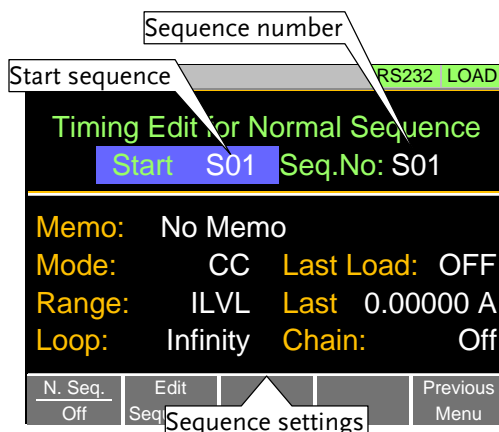 Sequence number
Start sequence
RS232 LOAD
Timing Edit for Normal Sequence
Start S01 Seq.No: S01
Memo: No Memo
Mode: CC Last Load: OFF
Range: ILVL Last 0.00000 A
Loop: Infinity Chain: Off
N. Seq. Edit Previous
Off Menu
Sequence settings